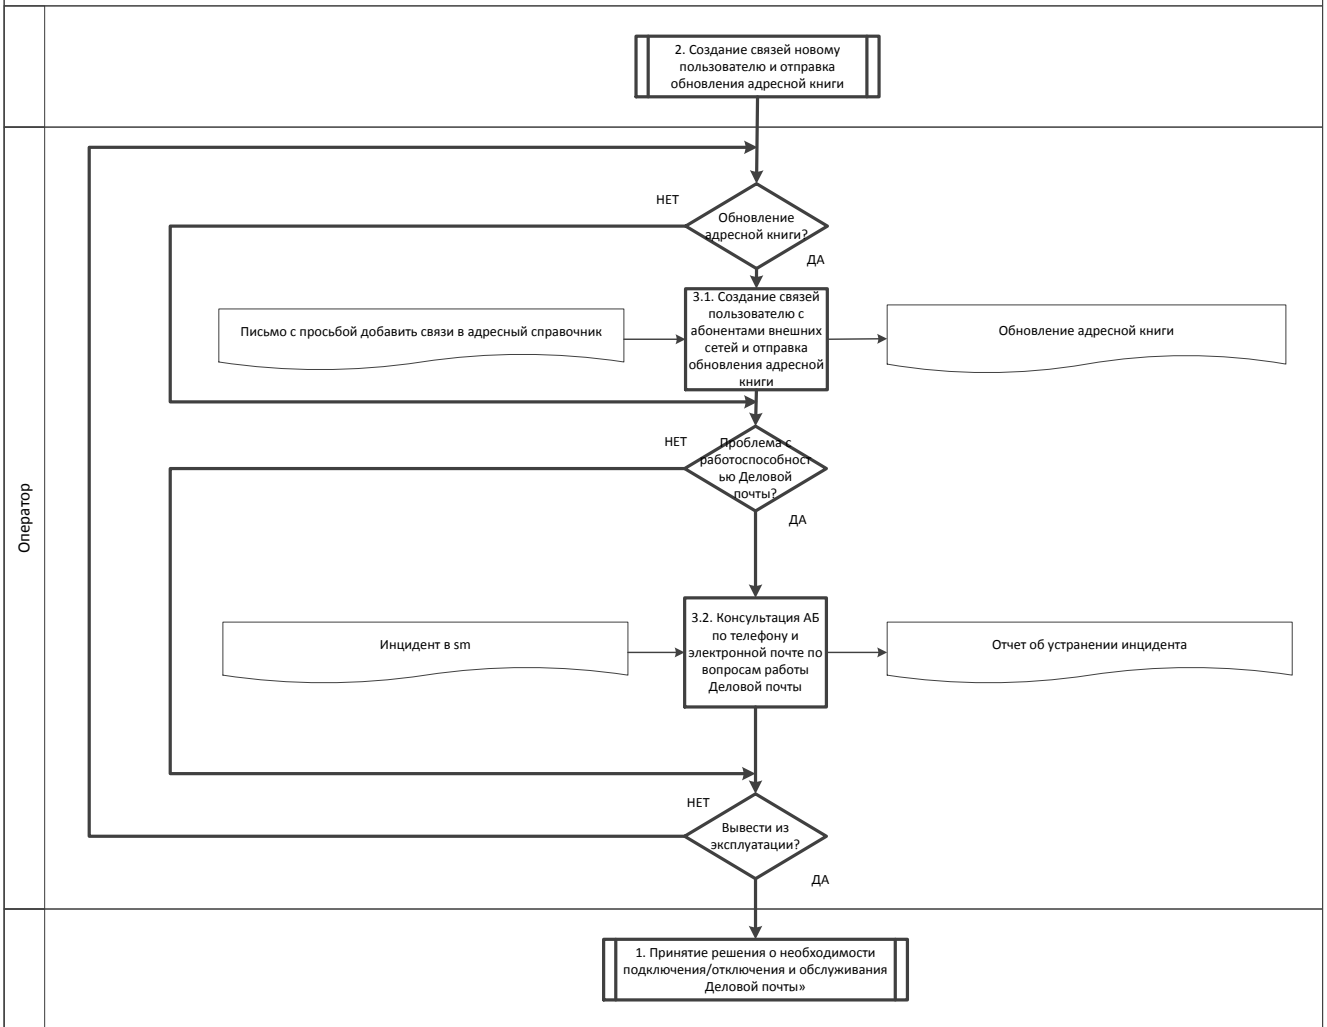 2. Создание связей новому
пользователю и отправка
обновления адресной книги
НЕТ
Обновление
адресной книги?
ДА
Письмо с просьбой добавить связи в адресный справочник
3.1. Создание связей
пользователю с
абонентами внешних
сетей и отправка
обновления адресной
книги
Обновление адресной книги
НЕТ
Проблема с
работоспособност
ью Деловой
почты?
ДА
Оператор
Инцидент в sm
3.2. Консультация АБ
по телефону и
электронной почте по
вопросам работы
Деловой почты
Отчет об устранении инцидента
НЕТ
Вывести из
эксплуатации?
ДА
1. Принятие решения о необходимости
подключения/отключения и обслуживания
Деловой почты»